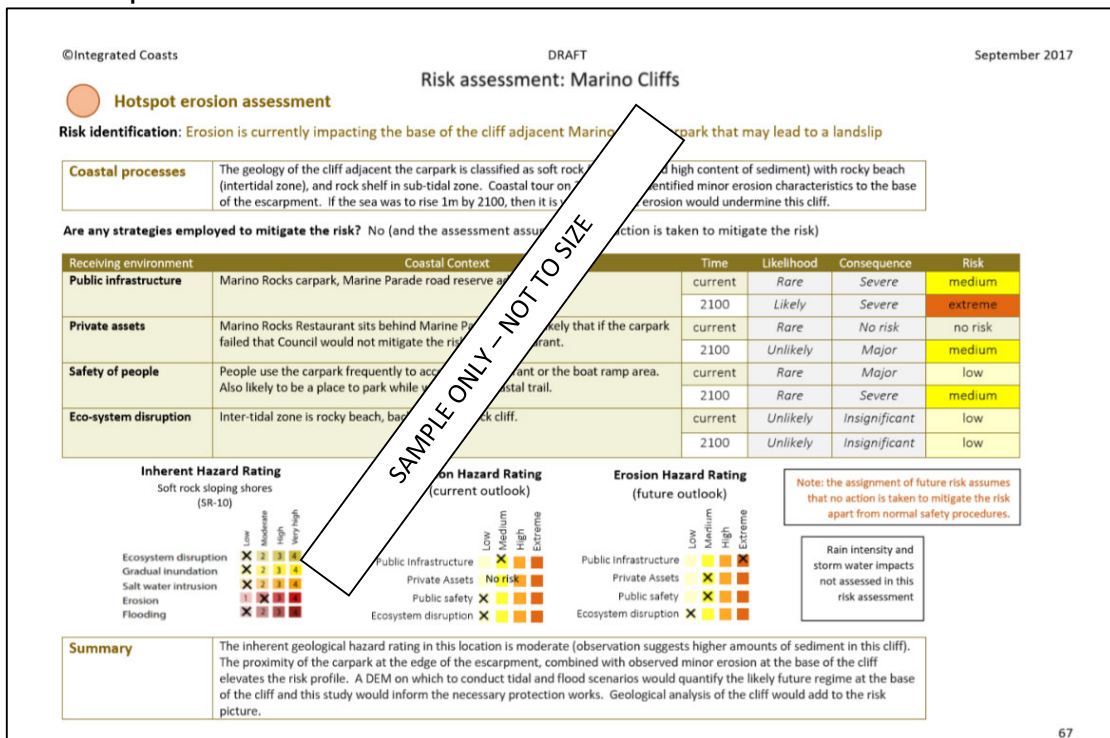 ©Integrated Coasts DRAFT September 2017
Risk assessment: Marino Cliffs
Hotspot erosion assessment
Risk identification: Erosion is currently impacting the base of the cliff adjacent Marino park that may lead to a landslip
Coastal processes
The geology of the cliff adjacent the carpark is classified as soft rock high content of sediment) with rocky beach
(intertidal zone), and rock shelf in sub-tidal zone. Coastal tour on identified minor erosion characteristics to the base
of the escarpment. If the sea was to rise 1m by 2100, then it is erosion would undermine this cliff.
Are any strategies employed to mitigate the risk? No (and the assessment action is taken to mitigate the risk)
Receiving environment Coastal Context Time Likelihood Consequence Risk
Public infrastructure Marino Rocks carpark, Marine Parade road reserve current Rare Severe medium
2100 Likely Severe extreme
Private assets Marino Rocks Restaurant sits behind Marine that if the carpark current Rare No risk no risk
failed that Council would not mitigate the 2100 Unlikely Major medium
Safety of people People use the carpark frequently to or the boat ramp area. current Rare Major low
Also likely to be a place to park while trail. 2100 Rare Severe medium
Eco-system disruption Inter-tidal zone is rocky beach, cliff. current Unlikely Insignificant low
2100 Unlikely Insignificant low
SAMPLE ONLY – NOT TO SIZE
Inherent Hazard Rating
Soft rock sloping shores
(SR-10)
Low Moderate High Very high
Ecosystem disruption X 2 3 4
Gradual inundation X 2 3 4
Salt water intrusion X 2 3 4
Erosion 1 X 3 4
Flooding X 2 3 4
Hazard Rating
(current outlook)
Low Medium High Extreme
Public Infrastructure X
Private Assets No risk
Public safety X
Ecosystem disruption X
Erosion Hazard Rating
(future outlook)
Low Medium High Extreme
Public Infrastructure X
Private Assets X
Public safety X
Ecosystem disruption X
Note: the assignment of future risk assumes
that no action is taken to mitigate the risk
apart from normal safety procedures.
Rain intensity and
storm water impacts
not assessed in this
risk assessment
Summary
The inherent geological hazard rating in this location is moderate (observation suggests higher amounts of sediment in this cliff).
The proximity of the carpark at the edge of the escarpment, combined with observed minor erosion at the base of the cliff
elevates the risk profile. A DEM on which to conduct tidal and flood scenarios would quantify the likely future regime at the base
of the cliff and this study would inform the necessary protection works. Geological analysis of the cliff would add to the risk
picture.
67